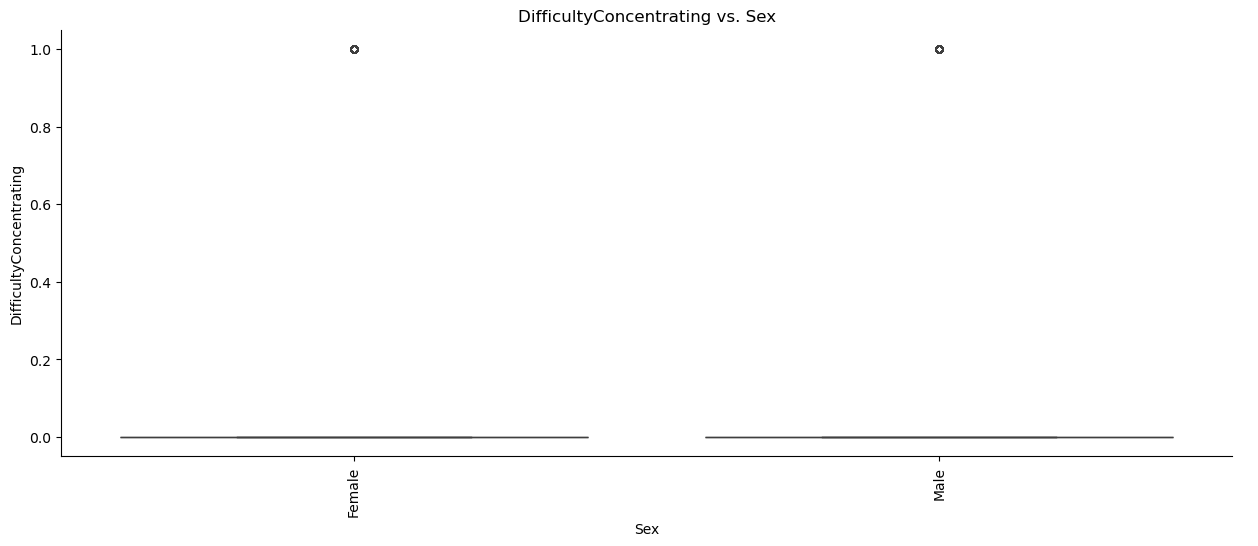 DifficultyConcentrating vs. Sex
1.0
0.8
0.6
0.4
0.2
0.0
DifficultyConcentrating
Female
Male
Sex